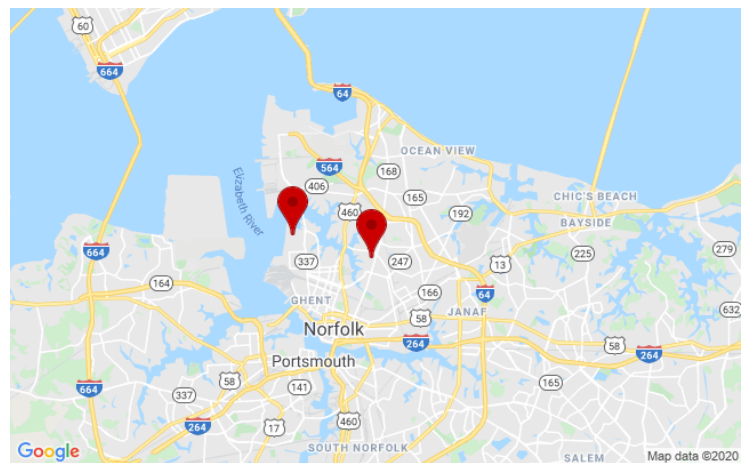 60
664
64
OCEAN VIEW
564
168
406
165
Elizabeth River
CHIC'S BEACH
460
192
BAYSIDE
664
337
247
13
225
279
164
166
64
GHENT
58
JANAF
632
Norfolk
264
58
264
Portsmouth
664
58
141
165
337
264
17
460
SOUTH NORFOLK
SALEM
Google
Map data ©2020